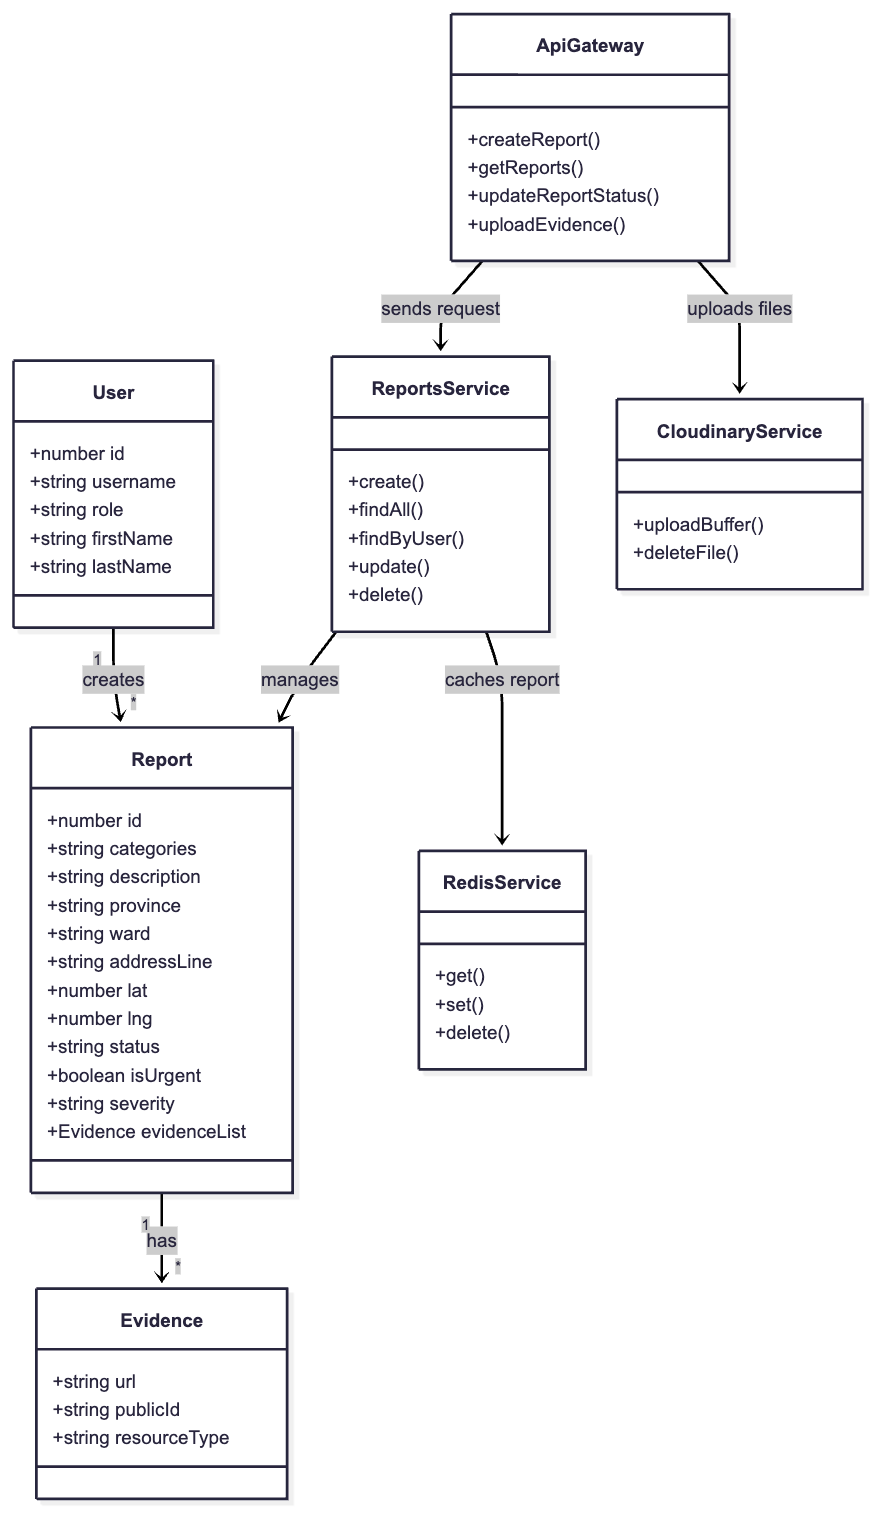 ApiGateway
+createReport()
+getReports()
+updateReportStatus()
+uploadEvidence()
sends request
uploads files
User
+number id
+string username
+string role
+string firstName
+string lastName
ReportsService
+create()
+findAll()
+findByUser()
+update()
+delete()
CloudinaryService
+uploadBuffer()
+deleteFile()
1
creates
*
manages
caches report
Report
+number id
+string categories
+string description
+string province
+string ward
+string addressLine
+number lat
+number lng
+string status
+boolean isUrgent
+string severity
+Evidence evidenceList
RedisService
+get()
+set()
+delete()
1
has
*
Evidence
+string url
+string publicId
+string resourceType